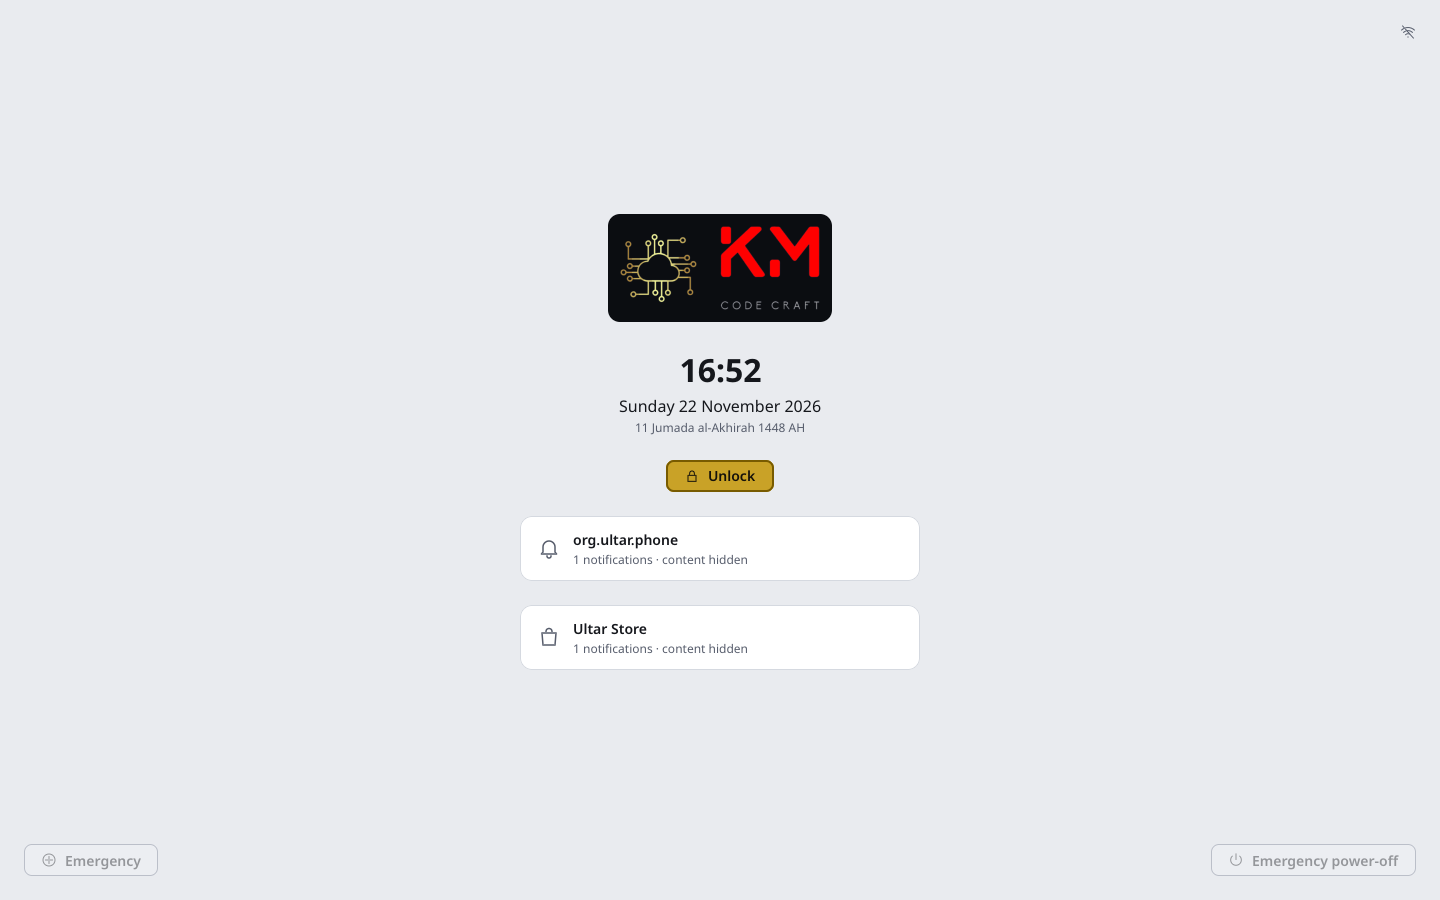 KM
CODE CRAFT
16:52
Sunday 22 November 2026
11 Jumada al-Akhirah 1448 AH
Unlock
org.ultar.phone
1 notifications · content hidden
Ultar Store
1 notifications · content hidden
Emergency
Emergency power-off